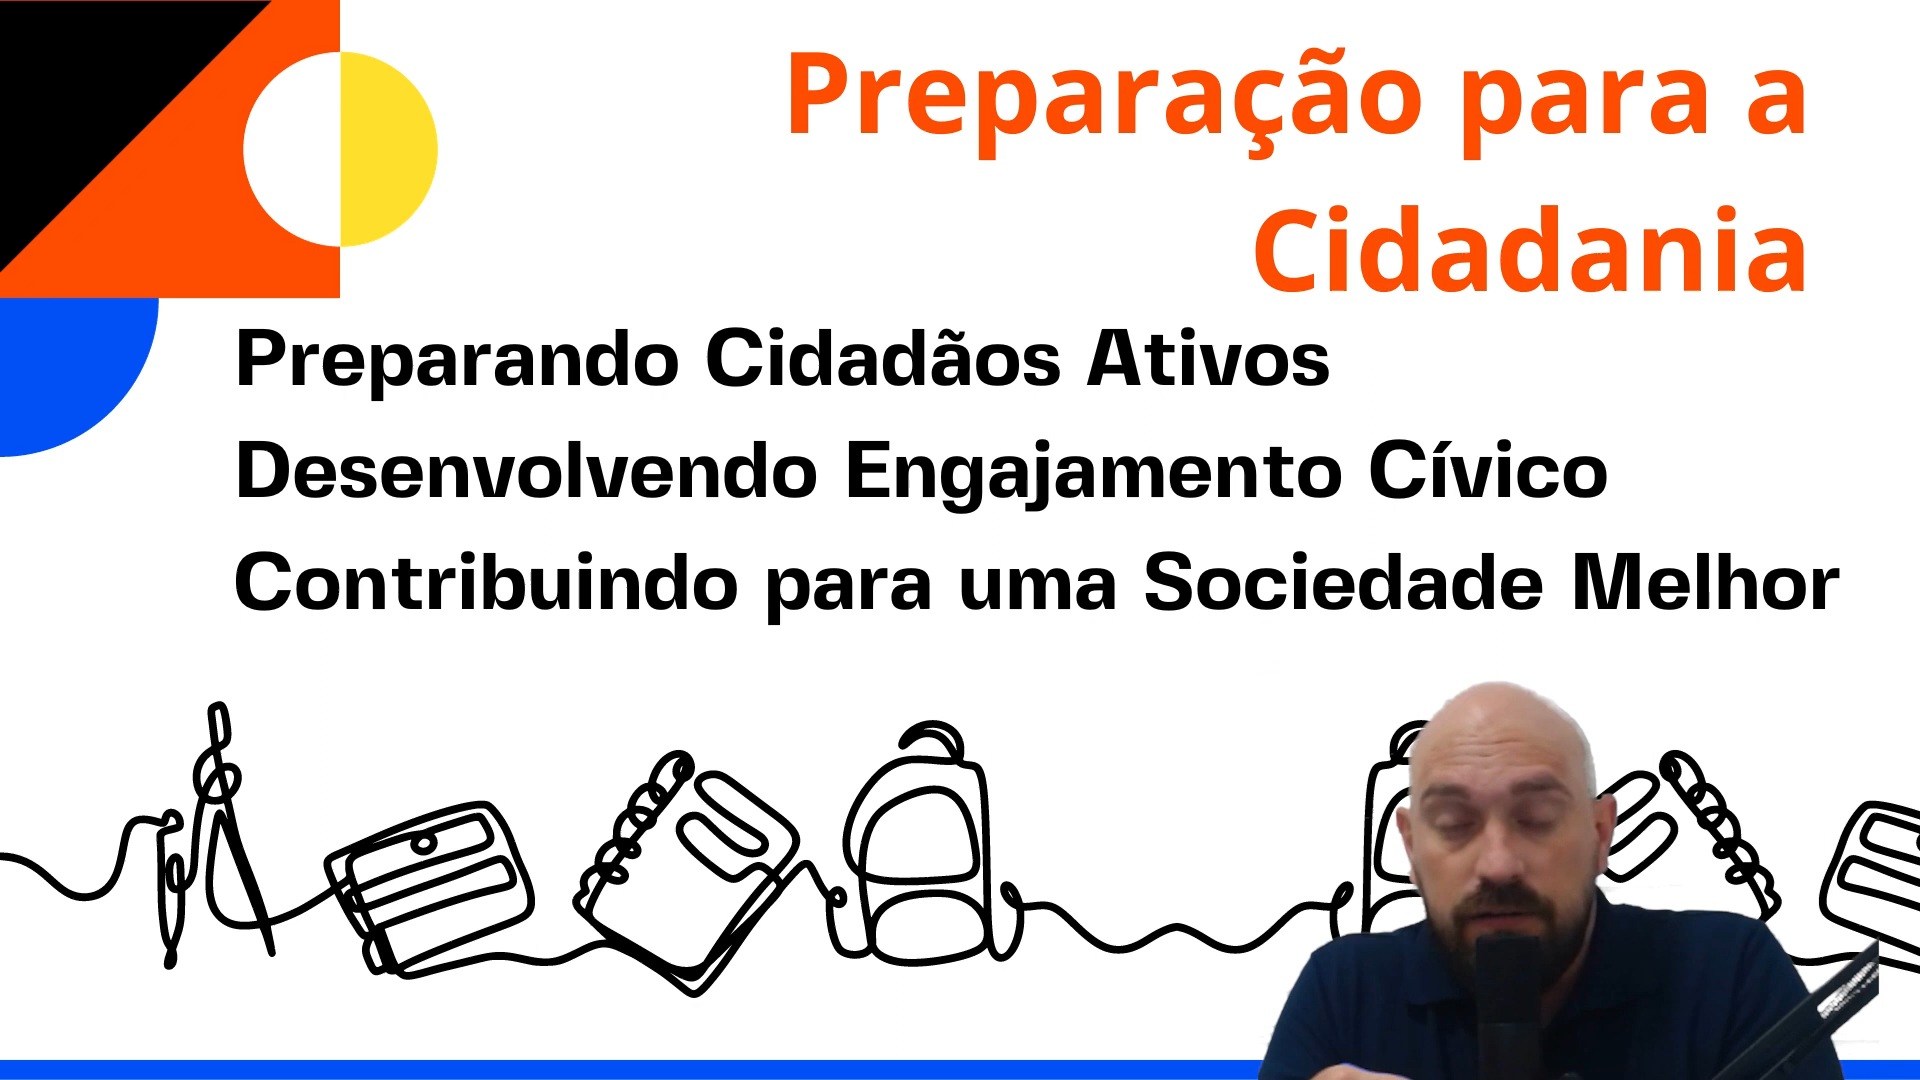 Preparação para a
Cidadania
Preparando Cidadãos Ativos
Desenvolvendo Engajamento Cívico
Contribuindo para uma Sociedade Melhor